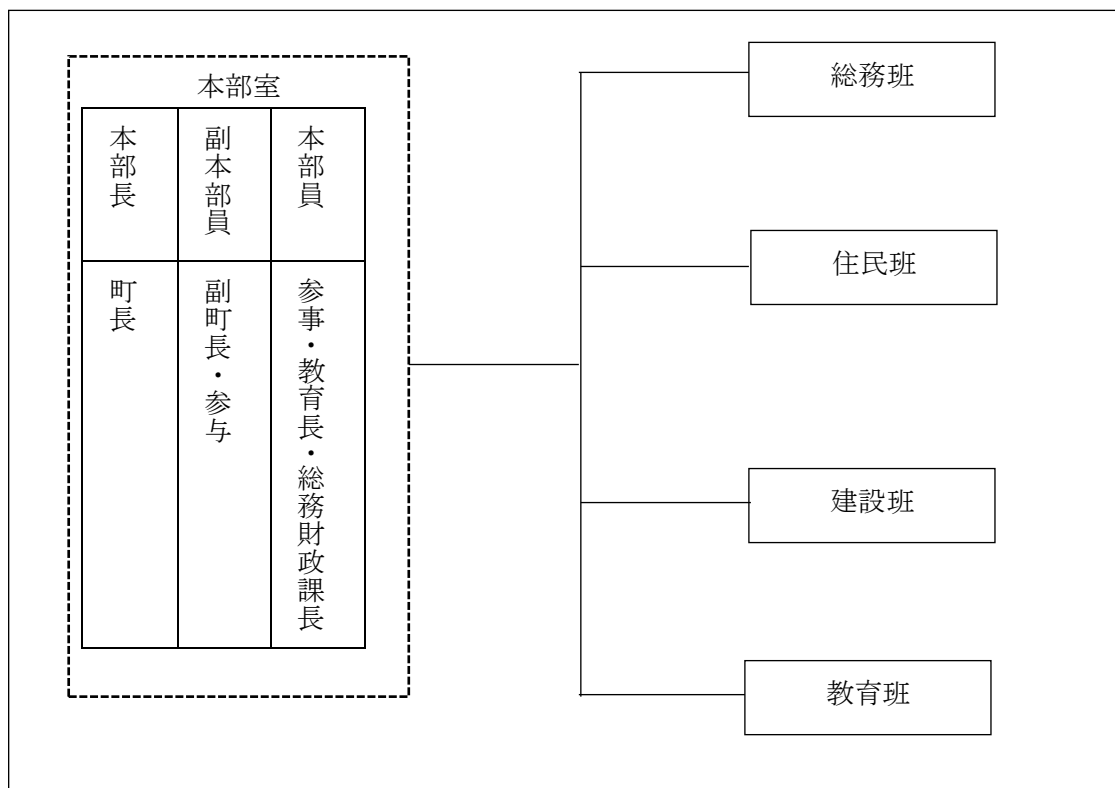 本部室
本部長
副本部員
本部員
町長
副町長・参与
参事・教育長・総務財政課長
総務班
住民班
建設班
教育班